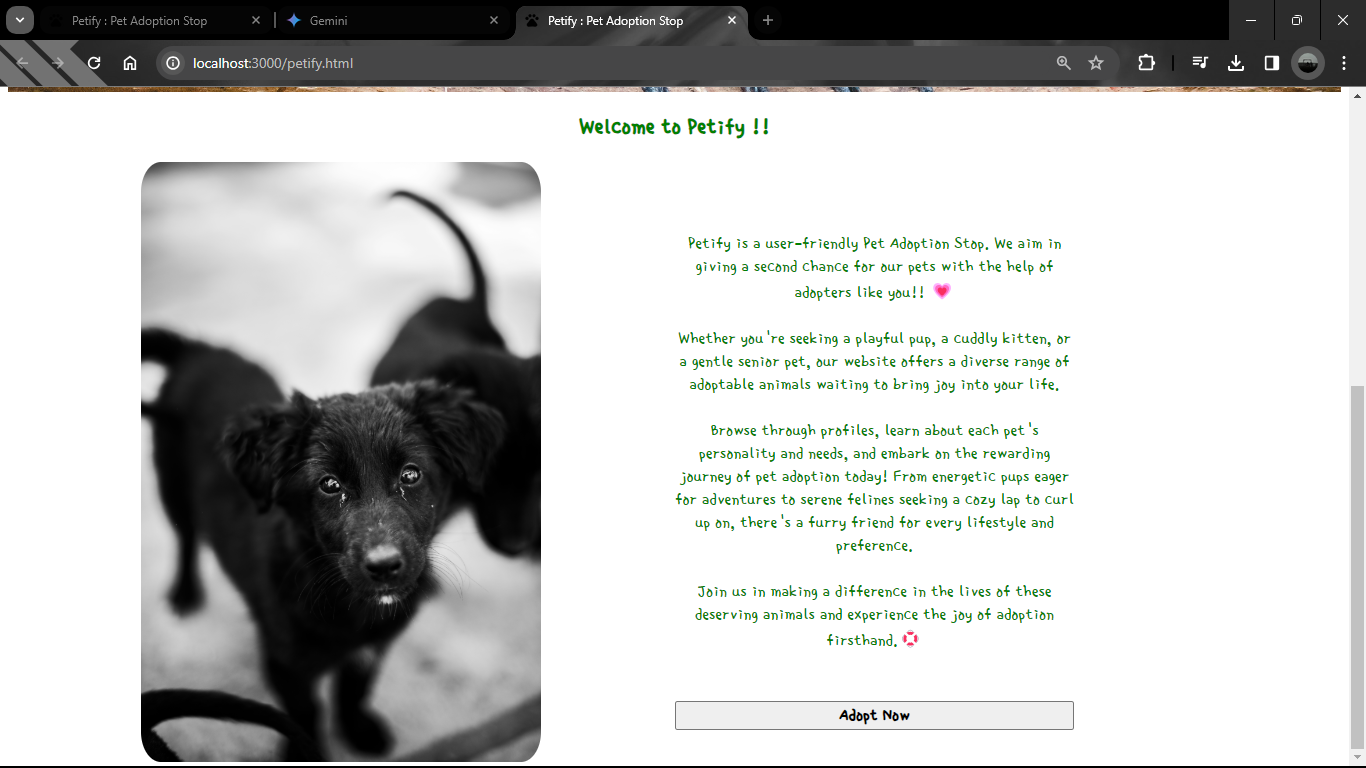 Petify : Pet Adoption Stop
Gemini
Petify : Pet Adoption Stop
localhost:3000/petify.html
Welcome to Petify !!
Petify is a user-friendly Pet Adoption Stop. We aim in
giving a second chance for our pets with the help of
adopters like you!! 💗
Whether you're seeking a playful pup, a cuddly kitten, or
a gentle senior pet, our website offers a diverse range of
adoptable animals waiting to bring joy into your life.
Browse through profiles, learn about each pet's
personality and needs, and embark on the rewarding
journey of pet adoption today! From energetic pups eager
for adventures to serene felines seeking a cozy lap to curl
up on, there's a furry friend for every lifestyle and
preference.
Join us in making a difference in the lives of these
deserving animals and experience the joy of adoption
firsthand. 🛟
Adopt Now